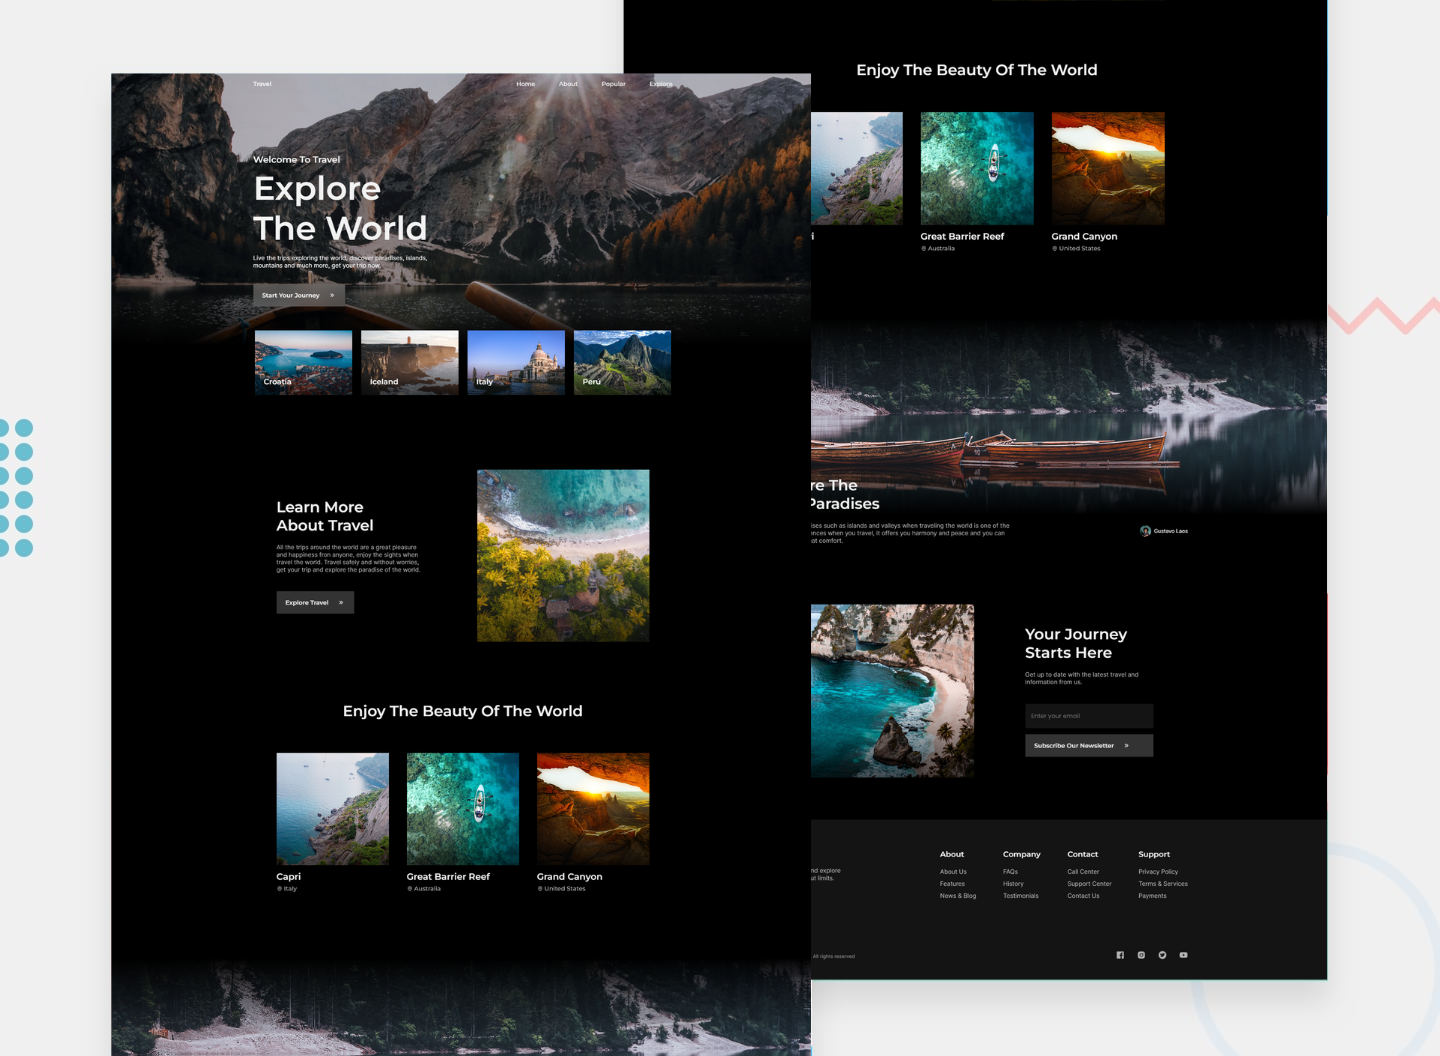 Travel
Home
About
Popular
Explore
Welcome To Travel
Explore
The World
Live the trips exploring the world, discover paradises, islands,
mountains and much more, get your trip now.
Start Your Journey
Croatia
Iceland
Italy
Peru
Learn More
About Travel
All the trips around the world are a great pleasure
and happiness fron anyone, enjoy the sights when
travel the world. Travel safely and without worries,
get your trip and explore the paradise of the world.
Explore Travel
Enjoy The Beauty Of The World
Capri
Italy
Great Barrier Reef
Australia
Grand Canyon
United States
Enjoy The Beauty Of The World
i
Great Barrier Reef
Australia
Grand Canyon
United States
re The
Paradises
ises such as islands and valleys when traveling the world is one of the
ences when you travel, it offers you harmony and peace and you can
at comfort.
Gustavo Laos
Your Journey
Starts Here
Get up to date with the latest travel and
information from us.
Enter your email
Subscribe Our Newsletter
nd explore
ut limits.
About
About Us
Features
News & Blog
Company
FAQs
History
Testimonials
Contact
Call Center
Support Center
Contact Us
Support
Privacy Policy
Terms & Services
Payments
All rights reserved